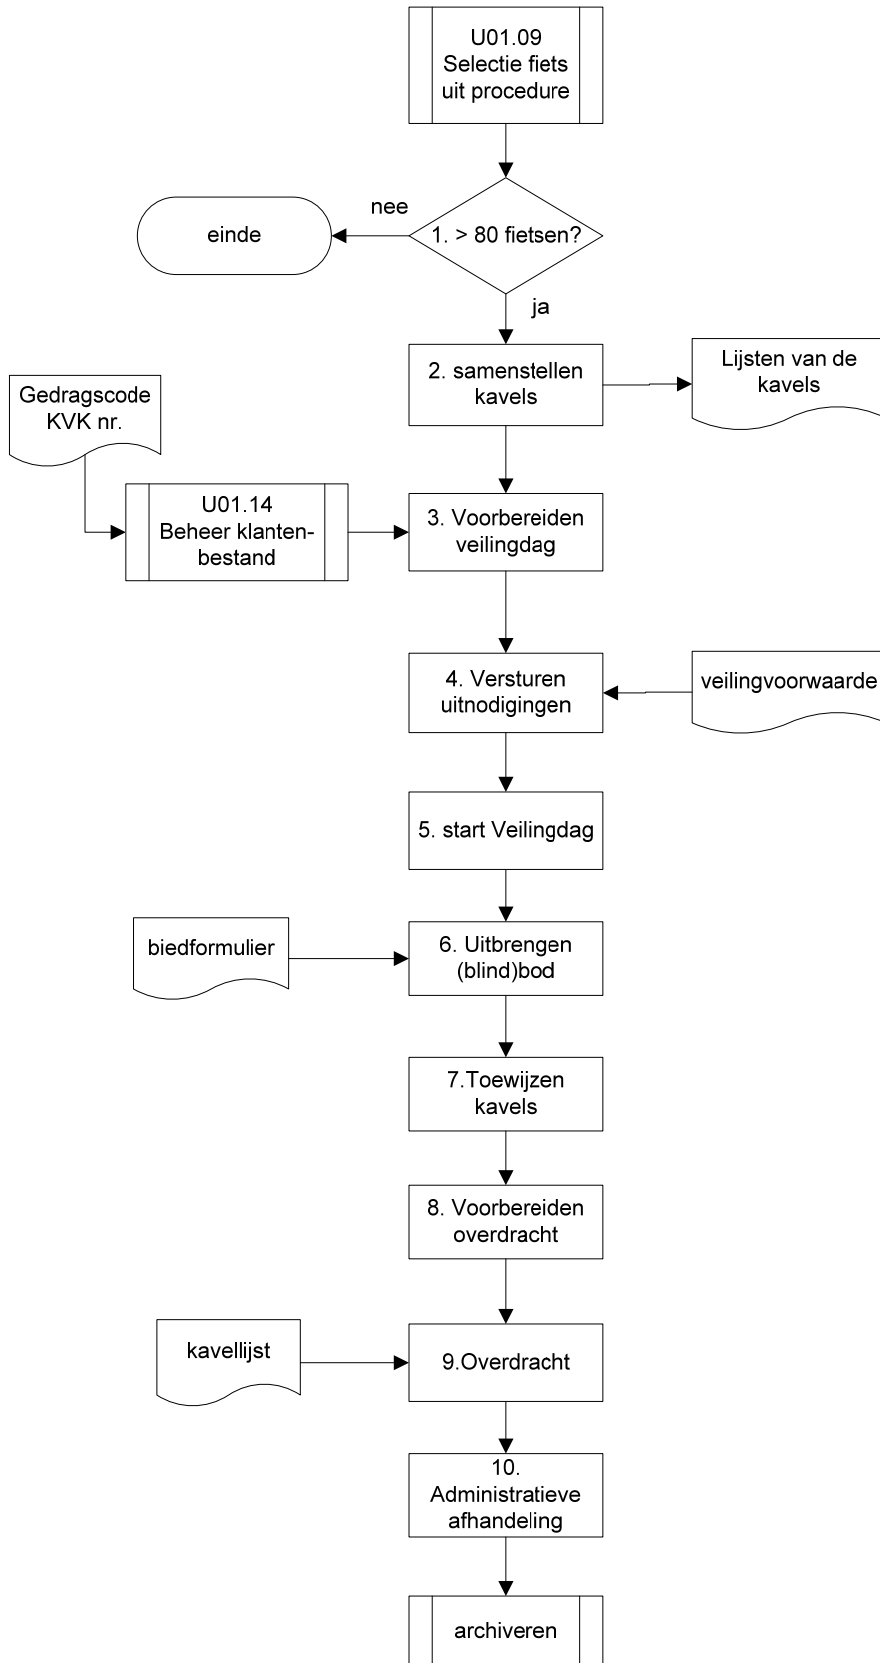 U01.09
Selectie fiets
uit procedure
nee
einde
1. > 80 fietsen?
ja
2. samenstellen
kavels
Lijsten van de
kavels
Gedragscode
KVK nr.
U01.14
Beheer klanten-
bestand
3. Voorbereiden
veilingdag
4. Versturen
uitnodigingen
veilingvoorwaarde
5. start Veilingdag
biedformulier
6. Uitbrengen
(blind)bod
7.Toewijzen
kavels
8. Voorbereiden
overdracht
kavellijst
9.Overdracht
10.
Administratieve
afhandeling
archiveren